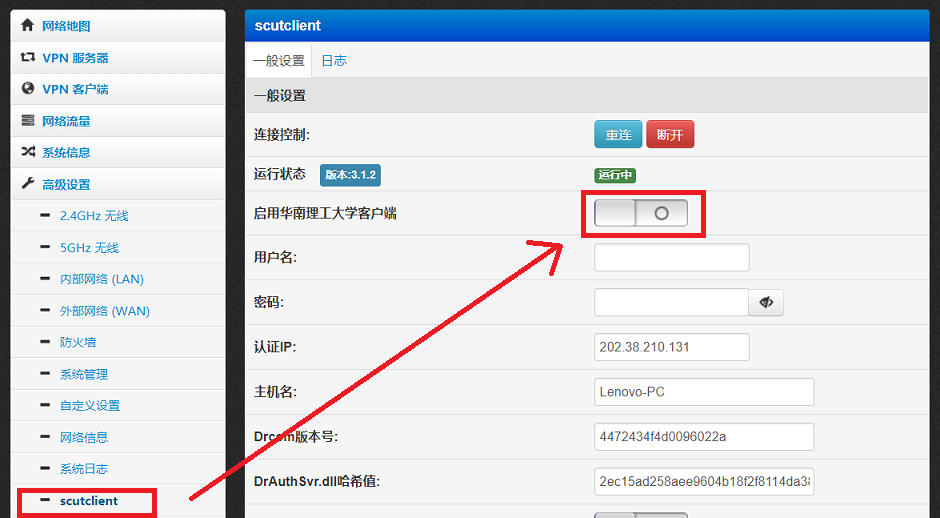 网络地图
VPN 服务器
VPN 客户端
网络流量
系统信息
高级设置
2.4GHz 无线
5GHz 无线
内部网络 (LAN)
外部网络 (WAN)
防火墙
系统管理
自定义设置
网络信息
系统日志
scutclient
scutclient
一般设置 日志
一般设置
连接控制: 重连 断开
运行状态 版本:3.1.2 运行中
启用华南理工大学客户端
用户名:
密码:
认证IP: 202.38.210.131
主机名: Lenovo-PC
Drcom版本号: 4472434f4d0096022a
DrAuthSvr.dll哈希值: 2ec15ad258aee9604b18f2f8114da38